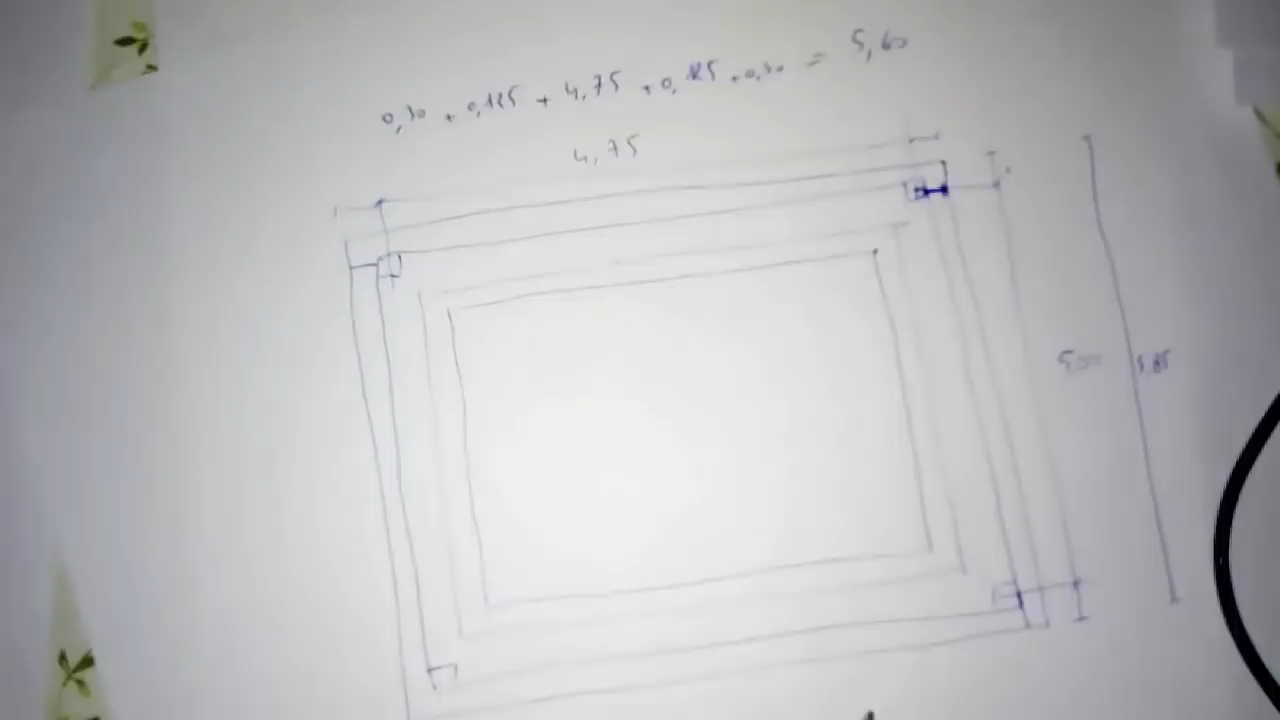 0,30 + 0,125 + 4,75 + 0,125 + 0,30 = 5,60
4,75
5,00
5,85